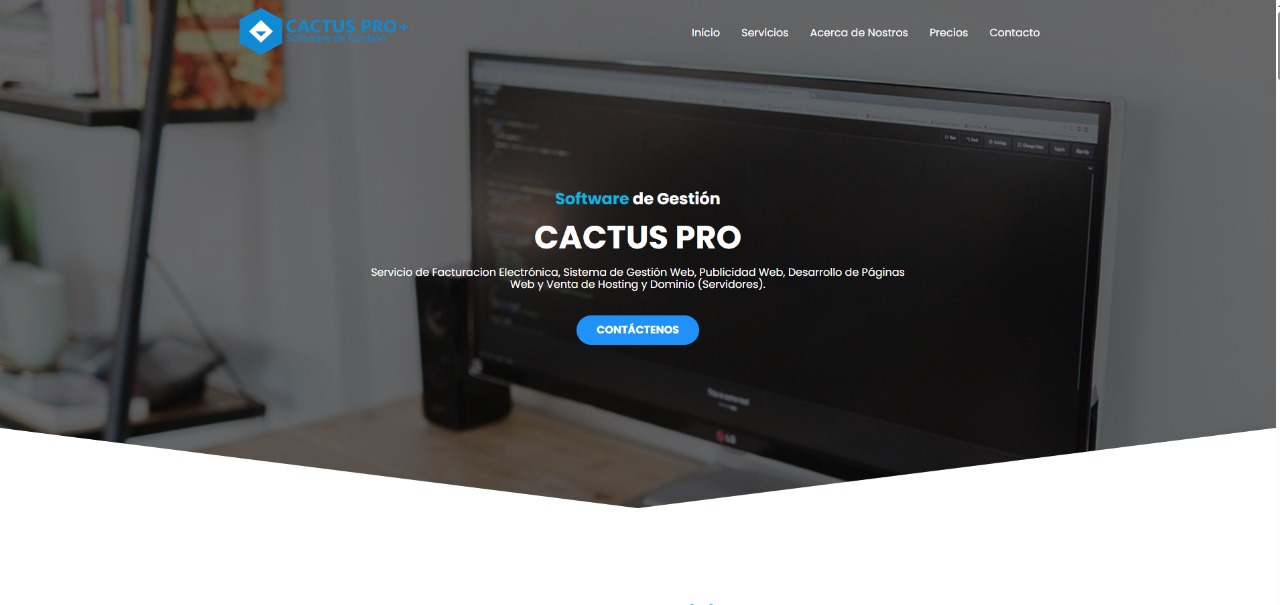 CACTUS PRO+
Software de Gestión
Inicio Servicios Acerca de Nostros Precios Contacto
Software de Gestión
CACTUS PRO
Servicio de Facturacion Electrónica, Sistema de Gestión Web, Publicidad Web, Desarrollo de Páginas
Web y Venta de Hosting y Dominio (Servidores).
CONTÁCTENOS
LG